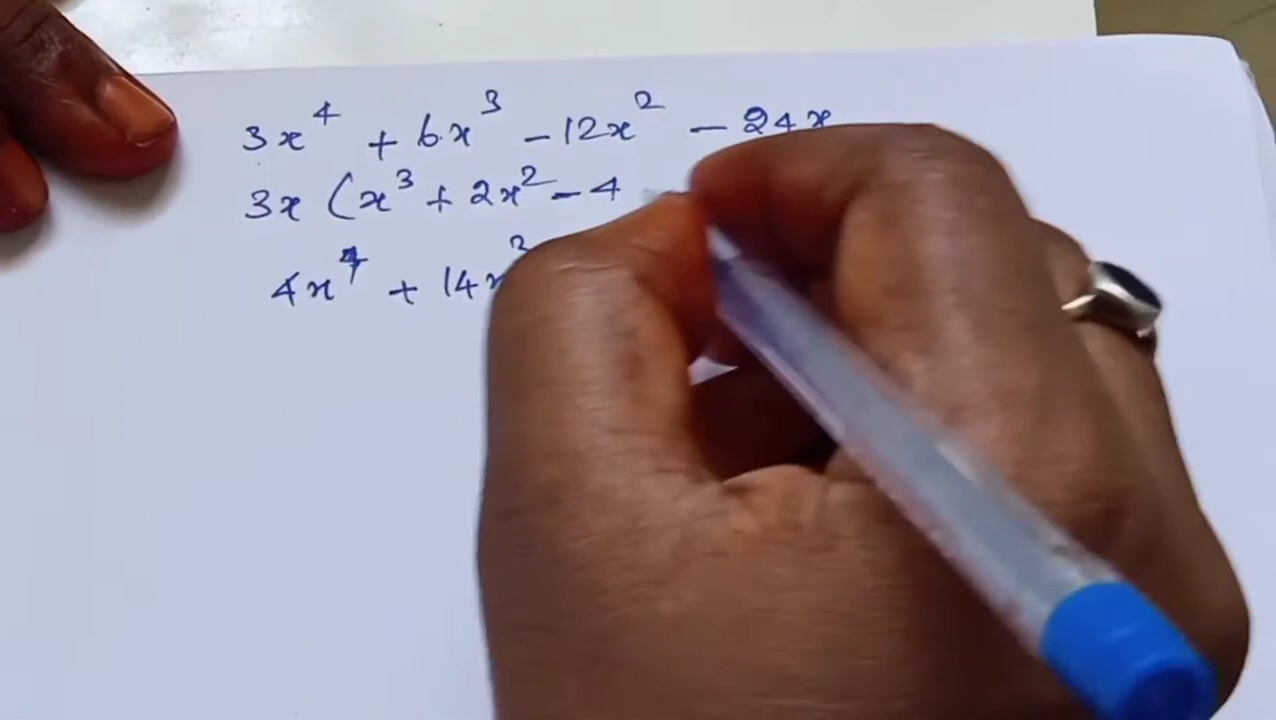 3x⁴ + 6x³ - 12x² - 24x
3x (x³ + 2x² - 4
4x⁴ + 14x